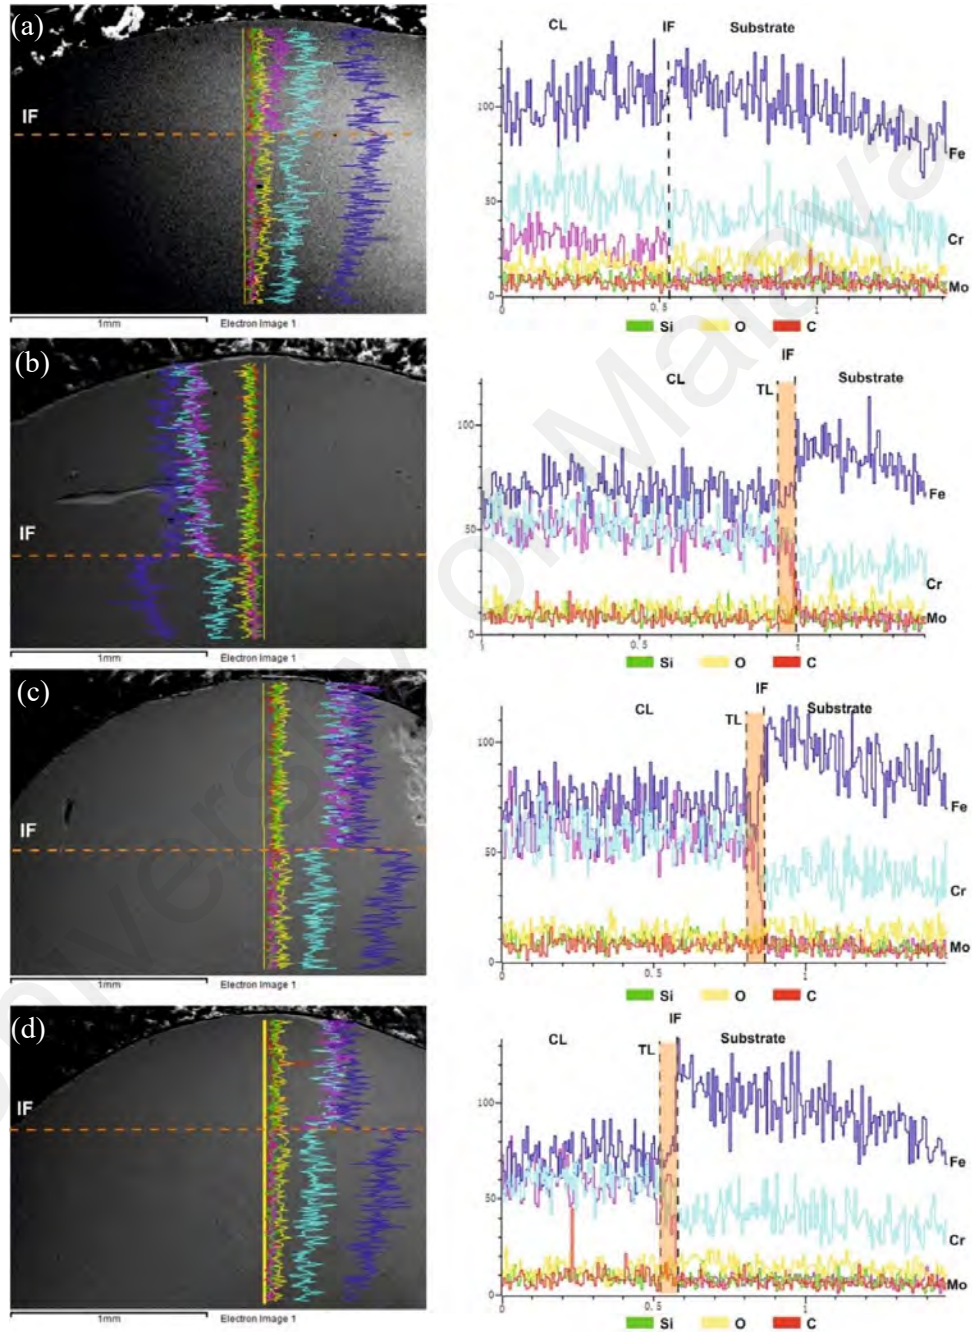 (a)
IF
1mm
Electron Image 1
CL IF Substrate
100
50
0
Fe
Cr
Mo
0 0.5 1
Si O C
(b)
IF
1mm
Electron Image 1
IF
CL TL Substrate
100
50
0
Fe
Cr
Mo
0.5 1
Si O C
(c)
IF
1mm
Electron Image 1
IF
CL TL Substrate
100
50
0
Fe
Cr
Mo
0 0.5 1
Si O C
(d)
IF
1mm
Electron Image 1
IF
CL TL Substrate
100
50
0
Fe
Cr
Mo
0 0.5 1
Si O C
University of Malaya